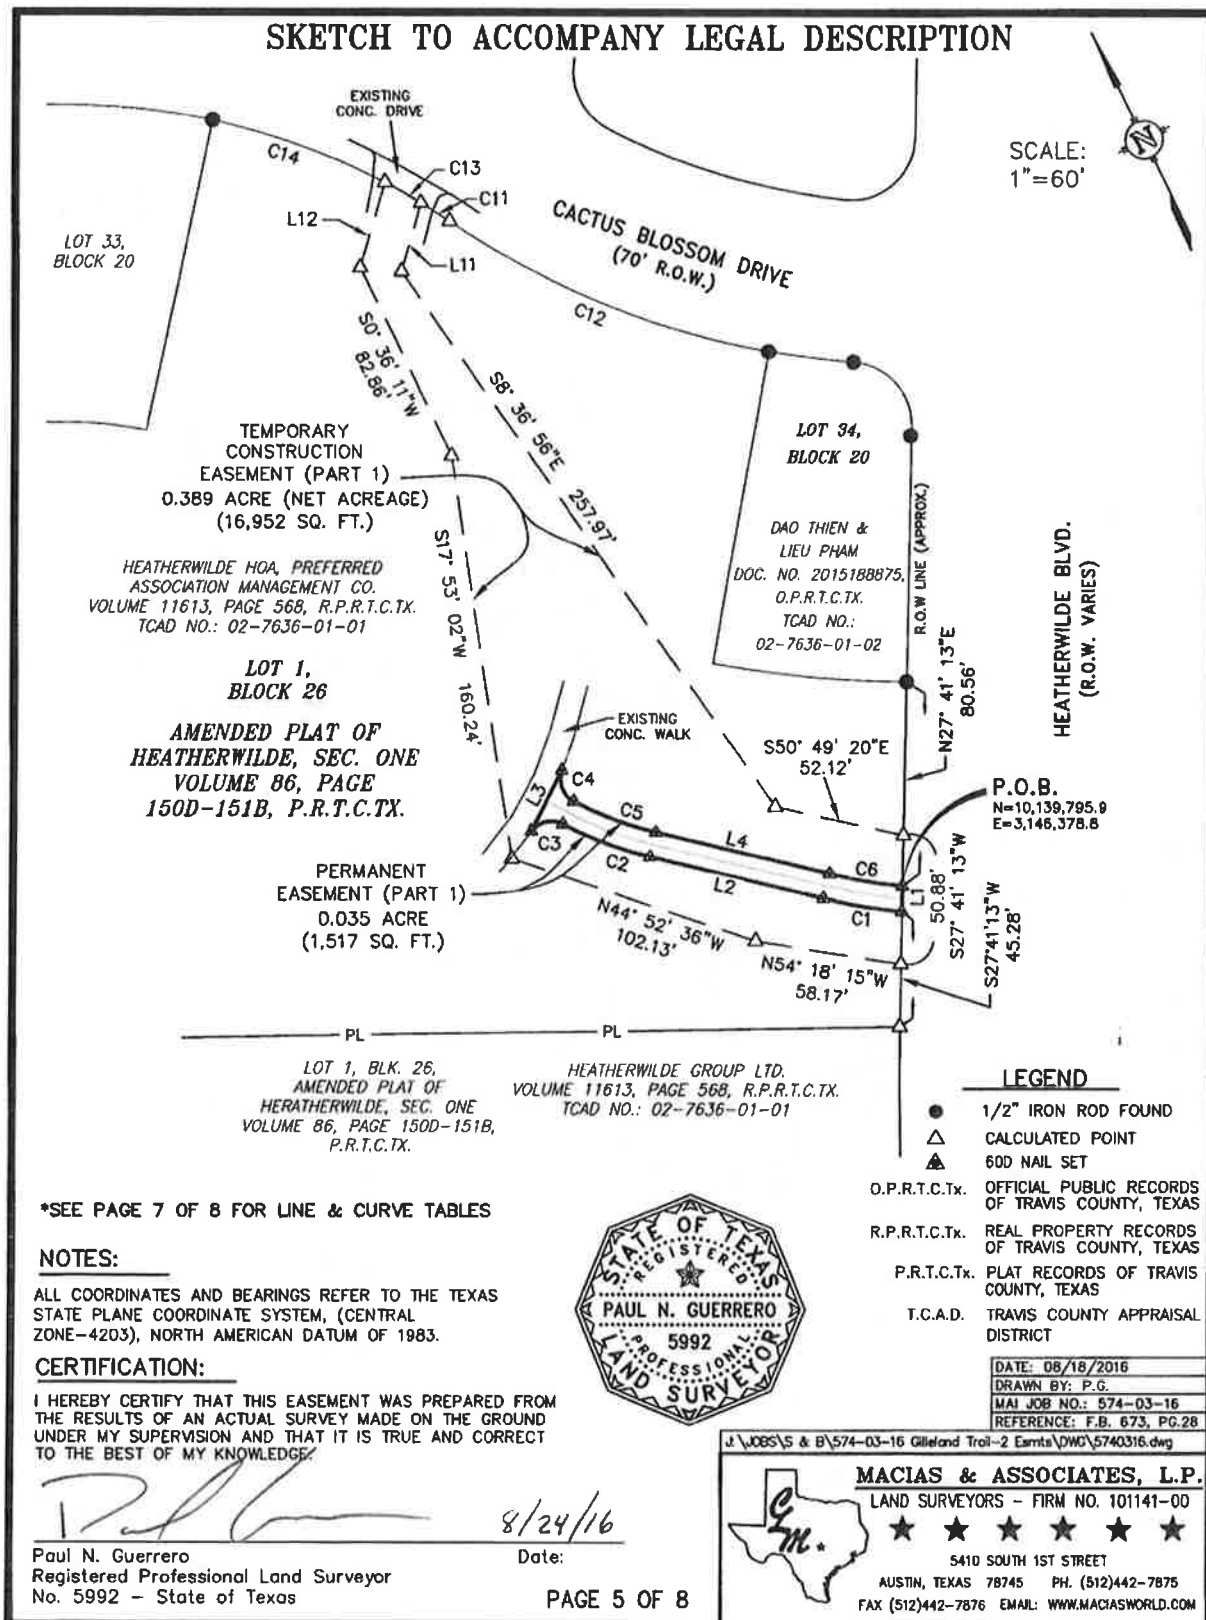 SKETCH TO ACCOMPANY LEGAL DESCRIPTION
EXISTING
CONC. DRIVE
C14
C13
C11
L12
L11
LOT 33,
BLOCK 20
CACTUS BLOSSOM DRIVE
(70' R.O.W.)
SCALE:
1"=60'
N
C12
S0° 36' 11"W
82.86'
S8° 36' 56"E 257.97'
TEMPORARY
CONSTRUCTION
EASEMENT (PART 1)
0.389 ACRE (NET ACREAGE)
(16,952 SQ. FT.)
LOT 34,
BLOCK 20
DAO THIEN &
LIEU PHAM
DOC. NO. 2015188875,
O.P.R.T.C.TX.
TCAD NO.:
02-7636-01-02
R.O.W LINE (APPROX.)
HEATHERWILDE BLVD.
(R.O.W. VARIES)
HEATHERWILDE HOA, PREFERRED
ASSOCIATION MANAGEMENT CO.
VOLUME 11613, PAGE 568, R.P.R.T.C.TX.
TCAD NO.: 02-7636-01-01
S17° 53' 02"W 160.24'
LOT 1,
BLOCK 26
AMENDED PLAT OF
HEATHERWILDE, SEC. ONE
VOLUME 86, PAGE
150D-151B, P.R.T.C.TX.
EXISTING
CONC. WALK
N27° 41' 13"E
80.56'
S50° 49' 20"E
52.12'
P.O.B.
N=10,139,795.9
E=3,146,378.8
L3
C4
C5
L4
C6
C3
C2
L2
C1
L1
50.88'
S27° 41' 13"W
S27°41'13"W
45.28'
PERMANENT
EASEMENT (PART 1)
0.035 ACRE
(1,517 SQ. FT.)
N44° 52' 36"W
102.13'
N54° 18' 15"W
58.17'
PL
PL
LOT 1, BLK. 26,
AMENDED PLAT OF
HERATHERWILDE, SEC. ONE
VOLUME 86, PAGE 150D-151B,
P.R.T.C.TX.
HEATHERWILDE GROUP LTD.
VOLUME 11613, PAGE 568, R.P.R.T.C.TX.
TCAD NO.: 02-7636-01-01
LEGEND
1/2" IRON ROD FOUND
CALCULATED POINT
60D NAIL SET
O.P.R.T.C.Tx. OFFICIAL PUBLIC RECORDS
OF TRAVIS COUNTY, TEXAS
R.P.R.T.C.Tx. REAL PROPERTY RECORDS
OF TRAVIS COUNTY, TEXAS
P.R.T.C.Tx. PLAT RECORDS OF TRAVIS
COUNTY, TEXAS
T.C.A.D. TRAVIS COUNTY APPRAISAL
DISTRICT
*SEE PAGE 7 OF 8 FOR LINE & CURVE TABLES
NOTES:
ALL COORDINATES AND BEARINGS REFER TO THE TEXAS
STATE PLANE COORDINATE SYSTEM, (CENTRAL
ZONE-4203), NORTH AMERICAN DATUM OF 1983.
STATE OF TEXAS
REGISTERED
PAUL N. GUERRERO
5992
PROFESSIONAL
LAND SURVEYOR
CERTIFICATION:
I HEREBY CERTIFY THAT THIS EASEMENT WAS PREPARED FROM
THE RESULTS OF AN ACTUAL SURVEY MADE ON THE GROUND
UNDER MY SUPERVISION AND THAT IT IS TRUE AND CORRECT
TO THE BEST OF MY KNOWLEDGE.
8/24/16
Paul N. Guerrero
Date:
Registered Professional Land Surveyor
No. 5992 - State of Texas
PAGE 5 OF 8
DATE: 08/18/2016
DRAWN BY: P.G.
MAI JOB NO.: 574-03-16
REFERENCE: F.B. 673, PG.28
J:\JOBS\S & B\574-03-16 Gilleland Trail-2 Esmts\DWG\5740316.dwg
MACIAS & ASSOCIATES, L.P.
LAND SURVEYORS - FIRM NO. 101141-00
5410 SOUTH 1ST STREET
AUSTIN, TEXAS 78745 PH. (512)442-7875
FAX (512)442-7876 EMAIL: WWW.MACIASWORLD.COM